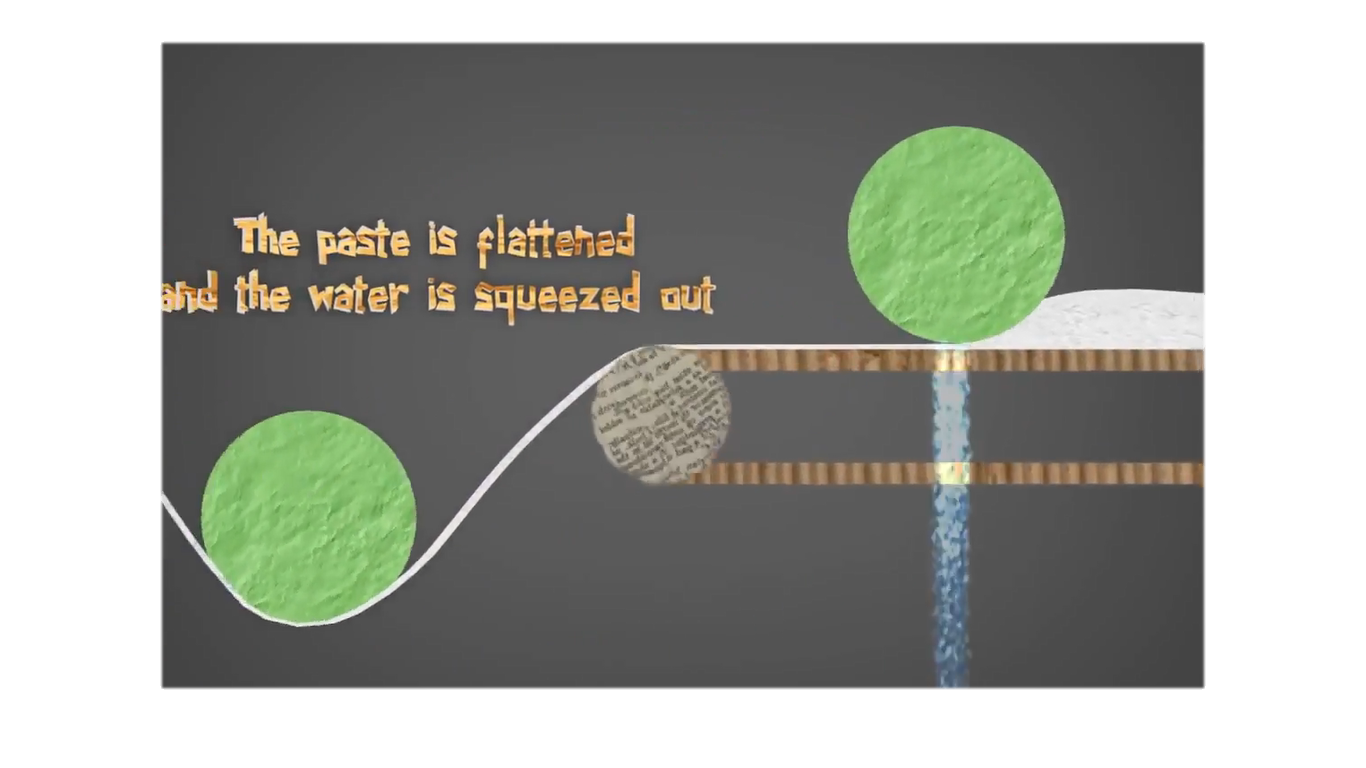 The paste is flattened
and the water is squeezed out